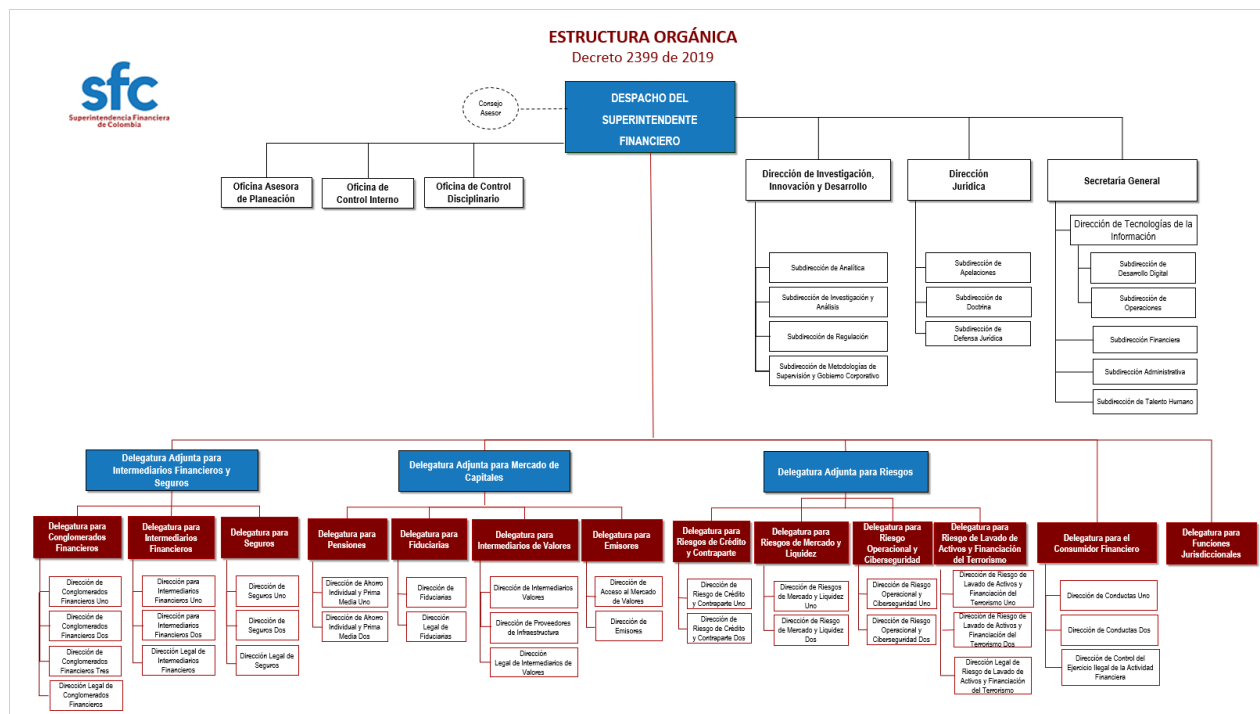 ESTRUCTURA ORGÁNICA
Decreto 2399 de 2019
sfc
Superintendencia Financiera
de Colombia
Consejo
Asesor
DESPACHO DEL
SUPERINTENDENTE
FINANCIERO
Oficina Asesora
de Planeación
Oficina de
Control Interno
Oficina de Control
Disciplinario
Dirección de Investigación,
Innovación y Desarrollo
Dirección
Jurídica
Secretaría General
Subdirección de Analítica
Subdirección de Investigación y
Análisis
Subdirección de Regulación
Subdirección de Metodologías de
Supervisión y Gobierno Corporativo
Subdirección de
Apelaciones
Subdirección de
Doctrina
Subdirección de
Defensa Jurídica
Dirección de Tecnologías de la
Información
Subdirección de
Desarrollo Digital
Subdirección de
Operaciones
Subdirección Financiera
Subdirección Administrativa
Subdirección de Talento Humano
Delegatura Adjunta para
Intermediarios Financieros y
Seguros
Delegatura Adjunta para Mercado de
Capitales
Delegatura Adjunta para Riesgos
Delegatura para
Conglomerados
Financieros
Delegatura para
Intermediarios
Financieros
Delegatura para
Seguros
Delegatura para
Pensiones
Delegatura para
Fiduciarias
Delegatura para
Intermediarios de Valores
Delegatura para
Emisores
Delegatura para
Riesgos de Crédito
y Contraparte
Delegatura para
Riesgos de Mercado y
Liquidez
Delegatura para
Riesgo
Operacional y
Ciberseguridad
Delegatura para
Riesgo de Lavado de
Activos y Financiación
del Terrorismo
Delegatura para el
Consumidor Financiero
Delegatura para
Funciones
Jurisdiccionales
Dirección de
Conglomerados
Financieros Uno
Dirección de
Conglomerados
Financieros Dos
Dirección de
Conglomerados
Financieros Tres
Dirección Legal de
Conglomerados
Financieros
Dirección para
Intermediarios
Financieros Uno
Dirección para
Intermediarios
Financieros Dos
Dirección Legal de
Intermediarios
Financieros
Dirección de
Seguros Uno
Dirección de
Seguros Dos
Dirección Legal de
Seguros
Dirección de Ahorro
Individual y Prima
Media Uno
Dirección de Ahorro
Individual y Prima
Media Dos
Dirección de
Fiduciarias
Dirección
Legal de
Fiduciarias
Dirección de Intermediarios
Valores
Dirección de Proveedores
de Infraestructura
Dirección
Legal de Intermediarios de
Valores
Dirección de
Acceso al Mercado
de Valores
Dirección de
Emisores
Dirección de
Riesgo de Crédito y
Contraparte Uno
Dirección de
Riesgo de Crédito y
Contraparte Dos
Dirección de Riesgos
de Mercado y Liquidez
Uno
Dirección de Riesgo
de Mercado y Liquidez
Dos
Dirección de Riesgo
Operacional y
Ciberseguridad Uno
Dirección de Riesgo
Operacional y
Ciberseguridad Dos
Dirección de Riesgo de
Lavado de Activos y
Financiación del
Terrorismo Uno
Dirección de Riesgo de
Lavado de Activos y
Financiación del
Terrorismo Dos
Dirección Legal de
Riesgo de Lavado de
Activos y Financiación
del Terrorismo
Dirección de Conductas Uno
Dirección de Conductas Dos
Dirección de Control del
Ejercicio Ilegal de la Actividad
Financiera